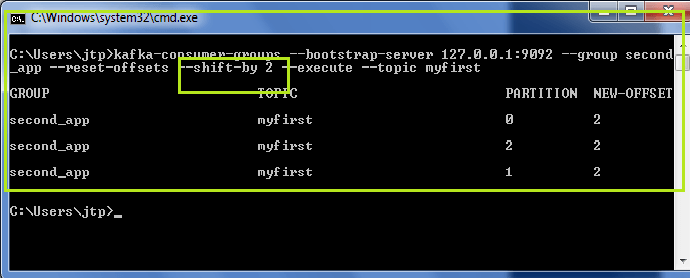 C:\Windows\system32\cmd.exe
C:\Users\jtp>kafka-consumer-groups --bootstrap-server 127.0.0.1:9092 --group second
_app --reset-offsets --shift-by 2 --execute --topic myfirst
GROUP TOPIC PARTITION NEW-OFFSET
second_app myfirst 0 2
second_app myfirst 2 2
second_app myfirst 1 2
C:\Users\jtp>_